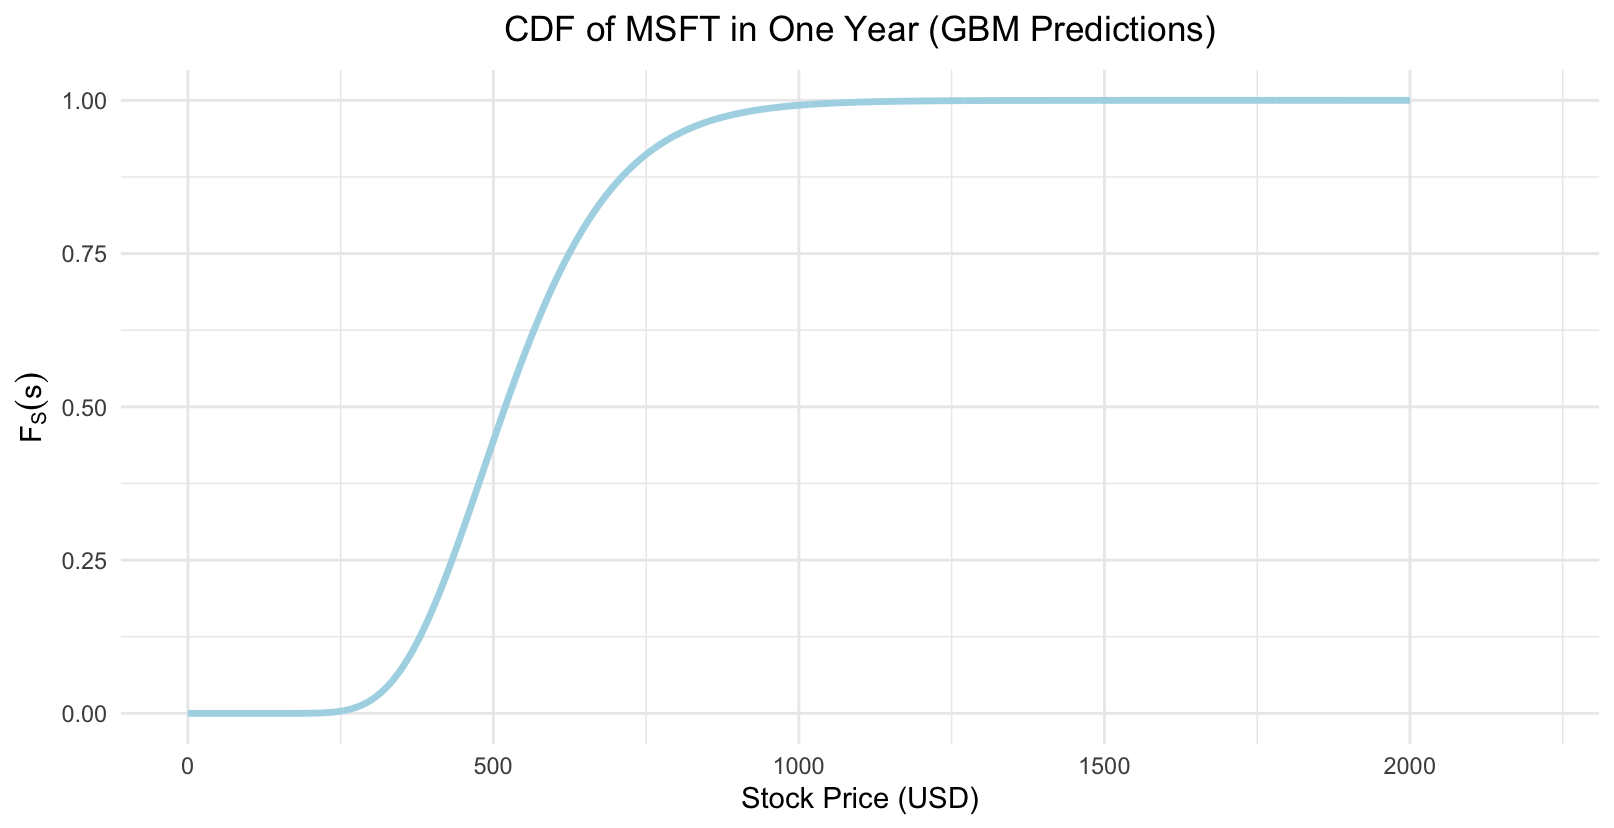 CDF of MSFT in One Year (GBM Predictions)
1.00
0.75
0.50
0.25
0.00
F_S(s)
0 500 1000 1500 2000
Stock Price (USD)